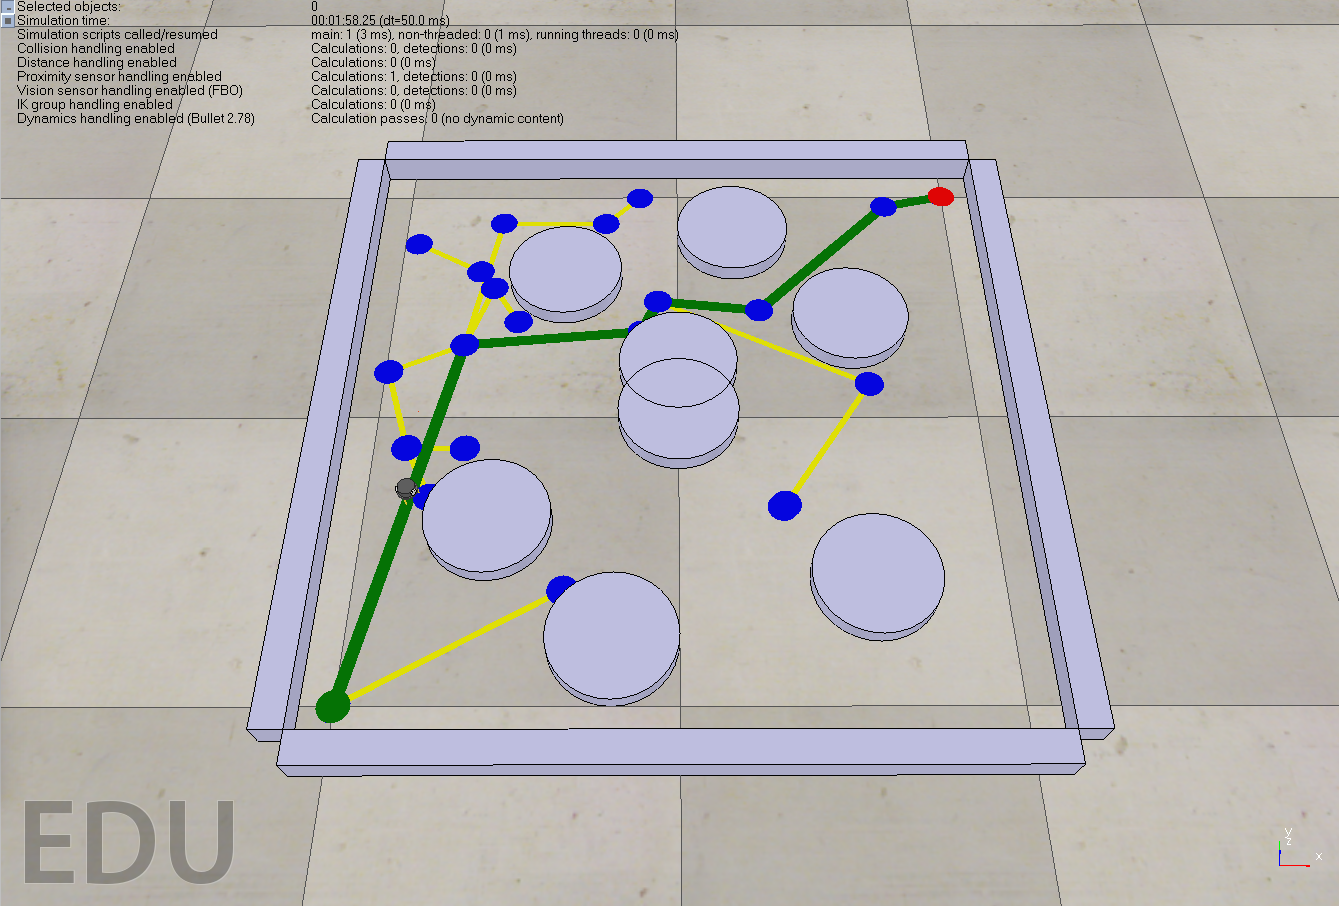 Selected objects: 0
Simulation time: 00:01:58.25 (dt=50.0 ms)
Simulation scripts called/resumed main: 1 (3 ms), non-threaded: 0 (1 ms), running threads: 0 (0 ms)
Collision handling enabled Calculations: 0, detections: 0 (0 ms)
Distance handling enabled Calculations: 0 (0 ms)
Proximity sensor handling enabled Calculations: 1, detections: 0 (0 ms)
Vision sensor handling enabled (FBO) Calculations: 0, detections: 0 (0 ms)
IK group handling enabled Calculations: 0 (0 ms)
Dynamics handling enabled (Bullet 2.78) Calculation passes: 0 (no dynamic content)
EDU
y
z
x